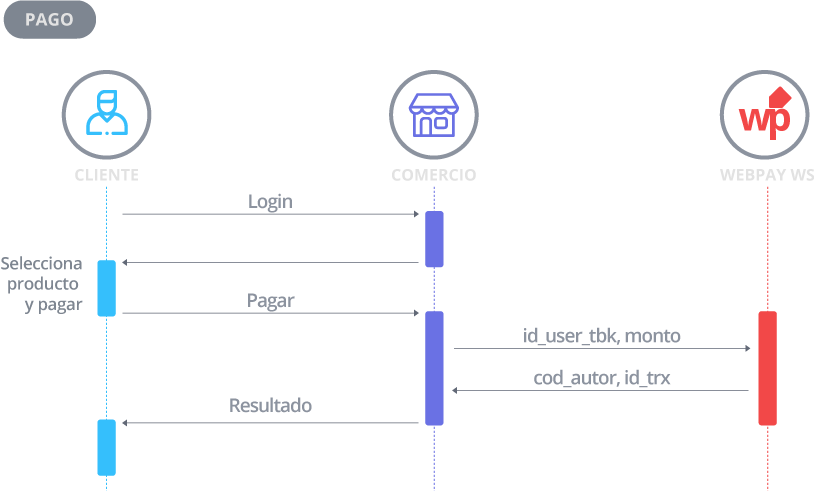 PAGO
wp
CLIENTE
COMERCIO
WEBPAY WS
Login
Selecciona
producto
y pagar
Pagar
id_user_tbk, monto
cod_autor, id_trx
Resultado